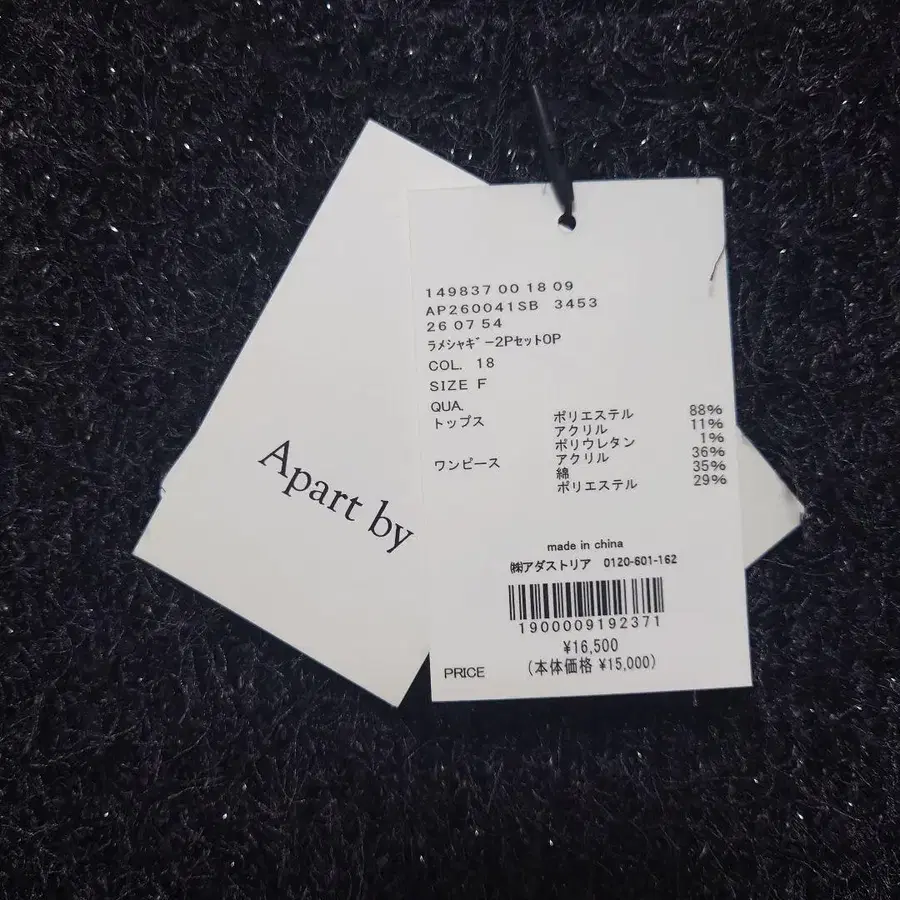 Apart by
149837 00 18 09
AP260041SB 3453
26 07 54
ﾗﾒｼｬｷﾞｰ2PｾｯﾄOP
COL. 18
SIZE F
QUA.
トップス ポリエステル 88%
アクリル 11%
ポリウレタン 1%
ワンピース アクリル 36%
綿 35%
ポリエステル 29%
made in china
㈱アダストリア 0120-601-162
1900009192371
¥16,500
PRICE (本体価格 ¥15,000)